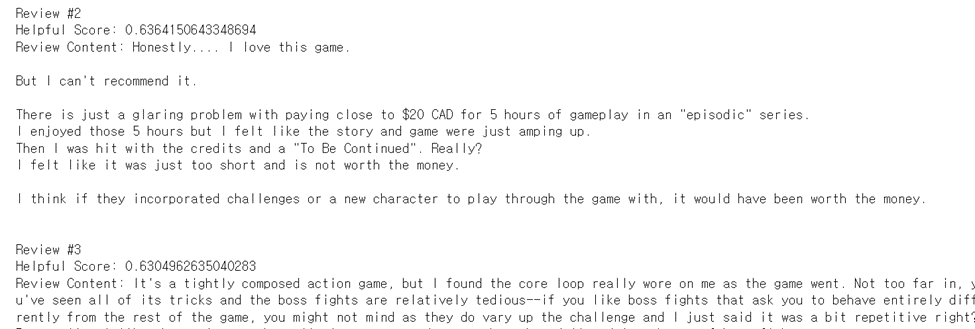 Review #2
Helpful Score: 0.6364150643348694
Review Content: Honestly.... I love this game.
But I can't recommend it.
There is just a glaring problem with paying close to $20 CAD for 5 hours of gameplay in an "episodic" series.
I enjoyed those 5 hours but I felt like the story and game were just amping up.
Then I was hit with the credits and a "To Be Continued". Really?
I felt like it was just too short and is not worth the money.
I think if they incorporated challenges or a new character to play through the game with, it would have been worth the money.
Review #3
Helpful Score: 0.6304962635040283
Review Content: It's a tightly composed action game, but I found the core loop really wore on me as the game went. Not too far in, y
u've seen all of its tricks and the boss fights are relatively tedious--if you like boss fights that ask you to behave entirely diff
rently from the rest of the game, you might not mind as they do vary up the challenge and I just said it was a bit repetitive right?